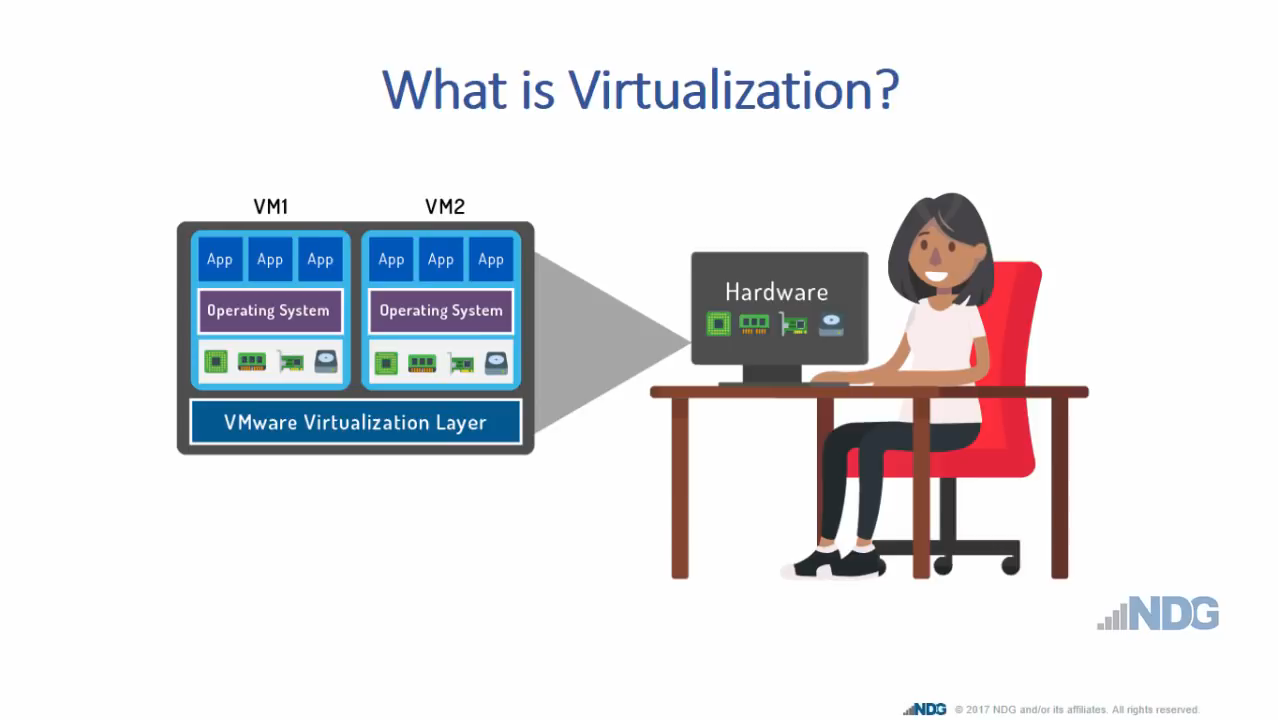 What is Virtualization?
VM1 VM2
App App App App App App
Operating System Operating System
VMware Virtualization Layer
Hardware
NDG
NDG © 2017 NDG and/or its affiliates. All rights reserved.